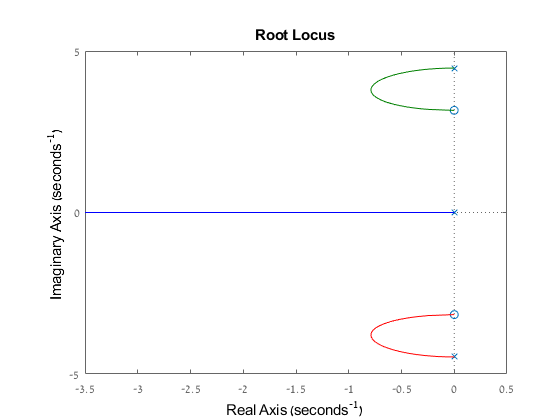 Root Locus
5
0
-5
Imaginary Axis (seconds-1)
-3.5 -3 -2.5 -2 -1.5 -1 -0.5 0 0.5
Real Axis (seconds-1)